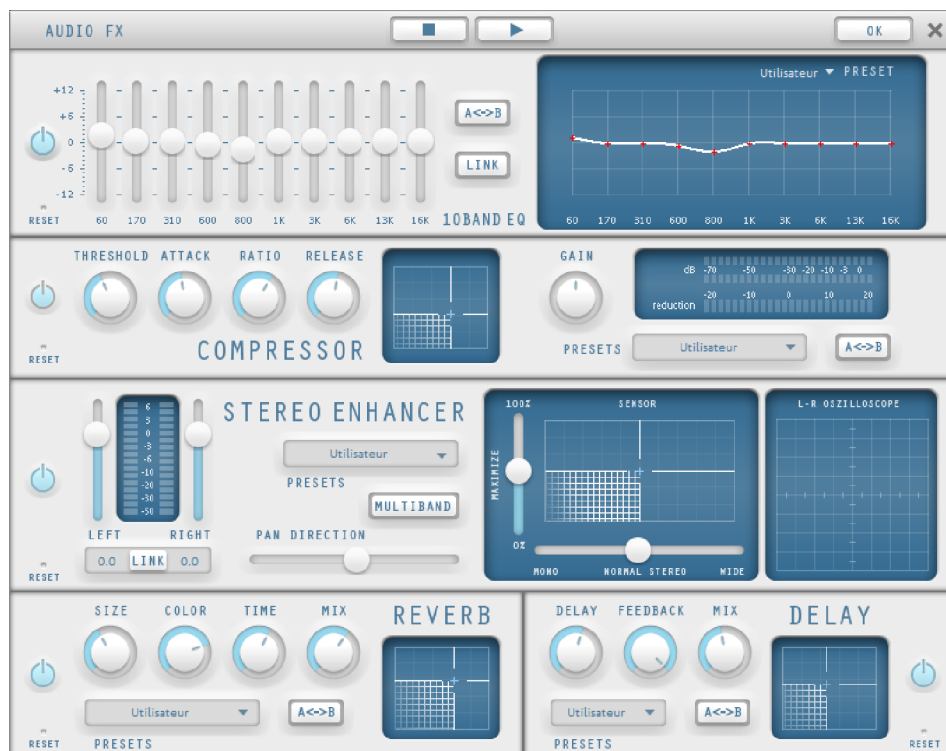 AUDIO FX
OK
Utilisateur PRESET
+12
+6
0
-6
-12
A<->B
LINK
RESET
60 170 310 600 800 1K 3K 6K 13K 16K
10BAND EQ
60 170 310 600 800 1K 3K 6K 13K 16K
THRESHOLD ATTACK RATIO RELEASE
GAIN
dB -70 -50 -30 -20 -10 -3 0
-20 -10 0 10 20
reduction
RESET
COMPRESSOR
PRESETS Utilisateur A<->B
6
3
0
-3
-6
-10
-20
-30
-50
STEREO ENHANCER
Utilisateur
PRESETS
MULTIBAND
LEFT RIGHT
PAN DIRECTION
0.0 LINK 0.0
RESET
100%
SENSOR
MAXIMIZE
0%
MONO NORMAL STEREO WIDE
L-R OSZILLOSCOPE
SIZE COLOR TIME MIX
REVERB
Utilisateur A<->B
RESET
PRESETS
DELAY FEEDBACK MIX
DELAY
Utilisateur A<->B
PRESETS
RESET